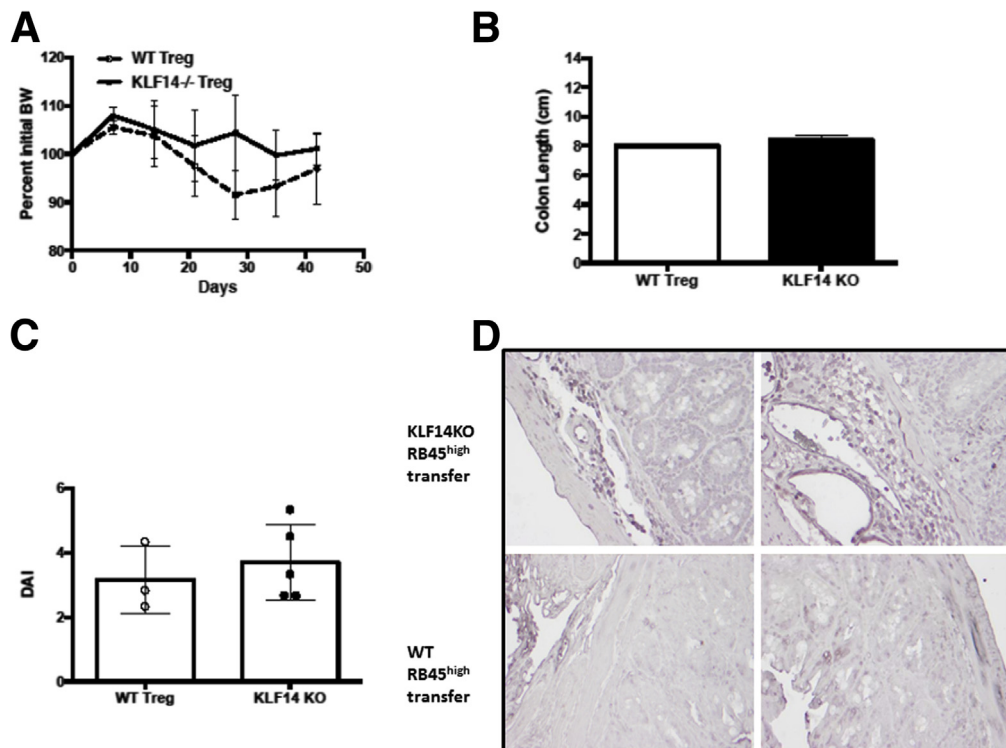 A
120
110
100
90
80
Percent initial BW
WT Treg
KLF14-/- Treg
0
10
20
30
40
50
Days
B
14
12
10
8
6
4
2
0
Colon Length (cm)
WT Treg
KLF14 KO
C
6
4
2
0
DAI
WT Treg
KLF14 KO
D
KLF14KO
RB45high
transfer
WT
RB45high
transfer